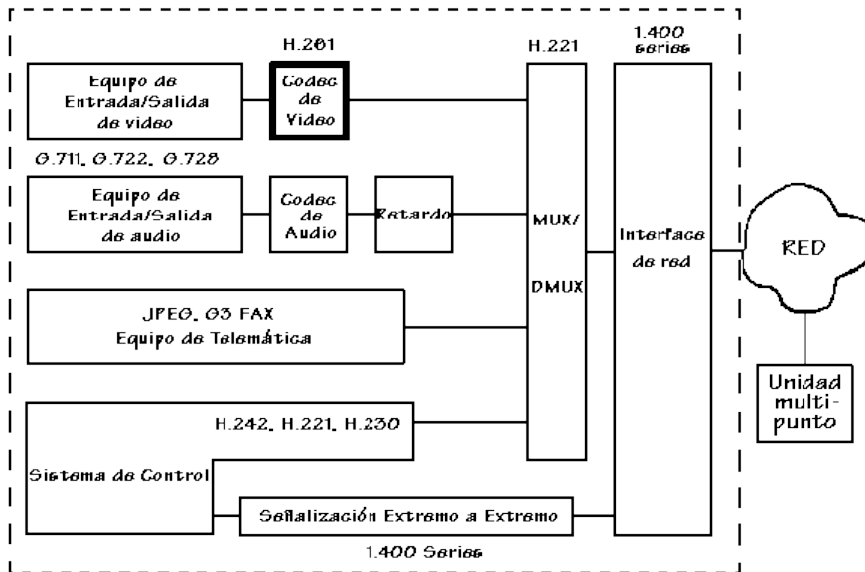 H.261
H.221
1.400
series
Equipo de
Entrada/Salida
de video
Codec
de
Video
G.711, G.722, G.728
Equipo de
Entrada/Salida
de audio
Codec
de
Audio
Retardo
MUX/
DMUX
Interface
de red
RED
JPEG, G3 FAX
Equipo de Telemática
Unidad
multi-
punto
H.242, H.221, H.230
Sistema de Control
Señalización Extremo a Extremo
1.400 Series